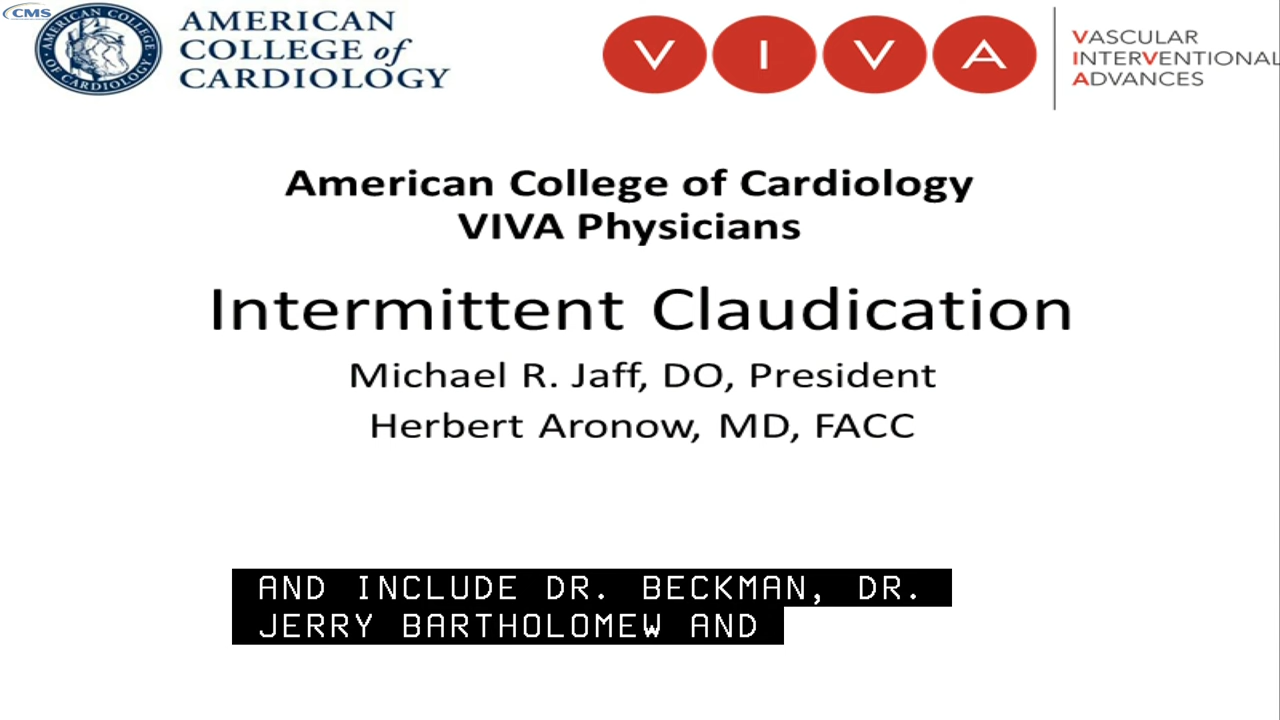 CMS
AMERICAN COLLEGE OF CARDIOLOGY
AMERICAN
COLLEGE of
CARDIOLOGY
VIVA
VASCULAR
INTERVENTIONAL
ADVANCES
American College of Cardiology
VIVA Physicians
Intermittent Claudication
Michael R. Jaff, DO, President
Herbert Aronow, MD, FACC
AND INCLUDE DR. BECKMAN, DR.
JERRY BARTHOLOMEW AND